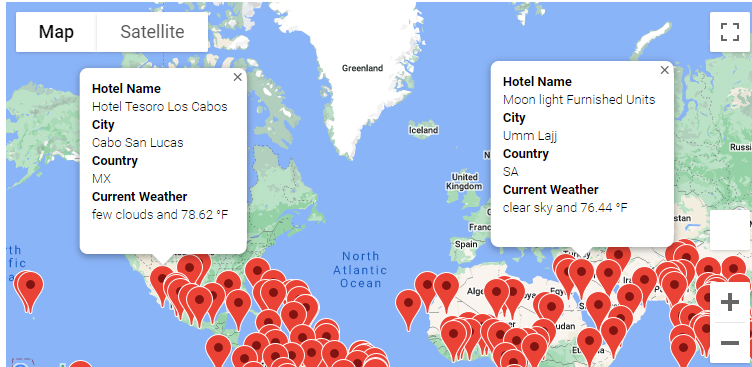 Map
Satellite
Greenland
Iceland
Hotel Name
Hotel Tesoro Los Cabos
City
Cabo San Lucas
Country
MX
Current Weather
few clouds and 78.62 °F
Hotel Name
Moon light Furnished Units
City
Umm Lajj
Country
SA
Current Weather
clear sky and 76.44 °F
United
Kingdom
Spain
Turkey
North
Atlantic
Ocean
Iraq
+
−